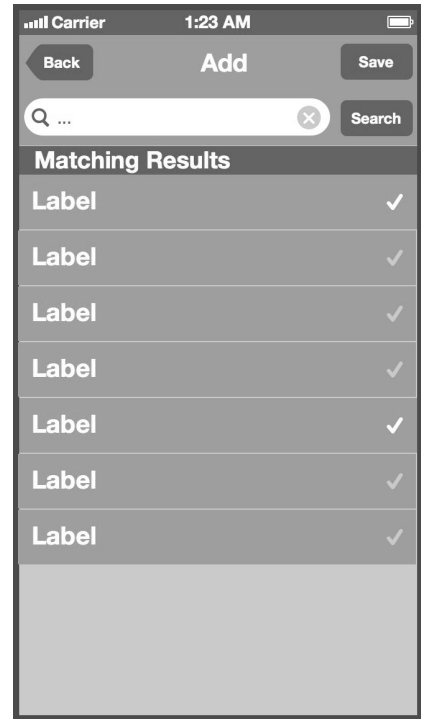 Carrier 1:23 AM
Back Add Save
... Search
Matching Results
Label
Label
Label
Label
Label
Label
Label